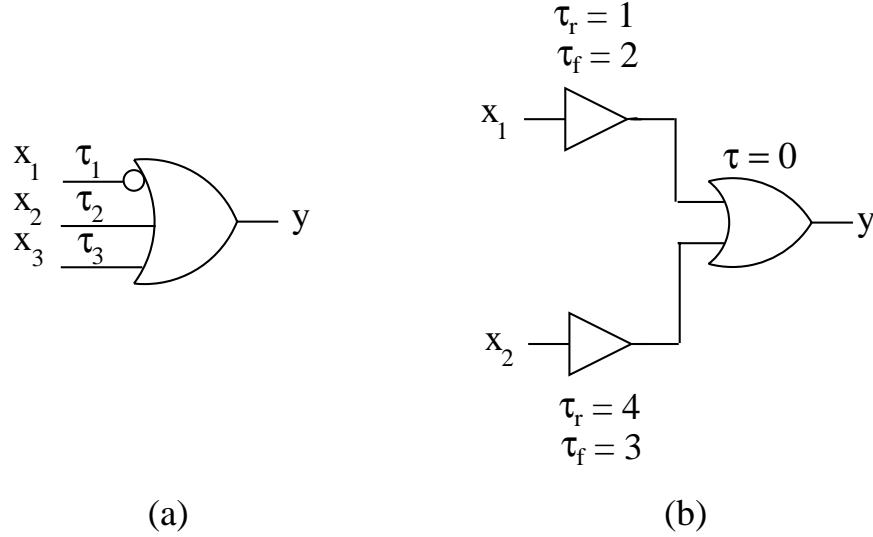 x₁ τ₁
x₂ τ₂
x₃ τ₃
y
(a)
τᵣ = 1
τf = 2
x₁
τ = 0
y
x₂
τᵣ = 4
τf = 3
(b)